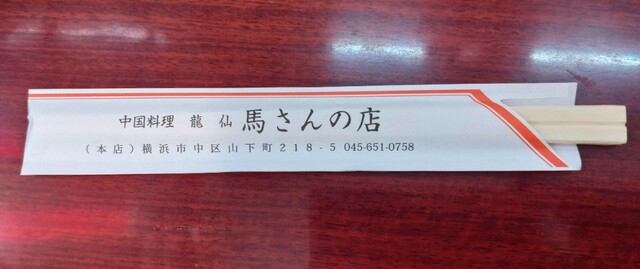 中国料理 龍仙 馬さんの店
(本店)横浜市中区山下町218-5 045-651-0758